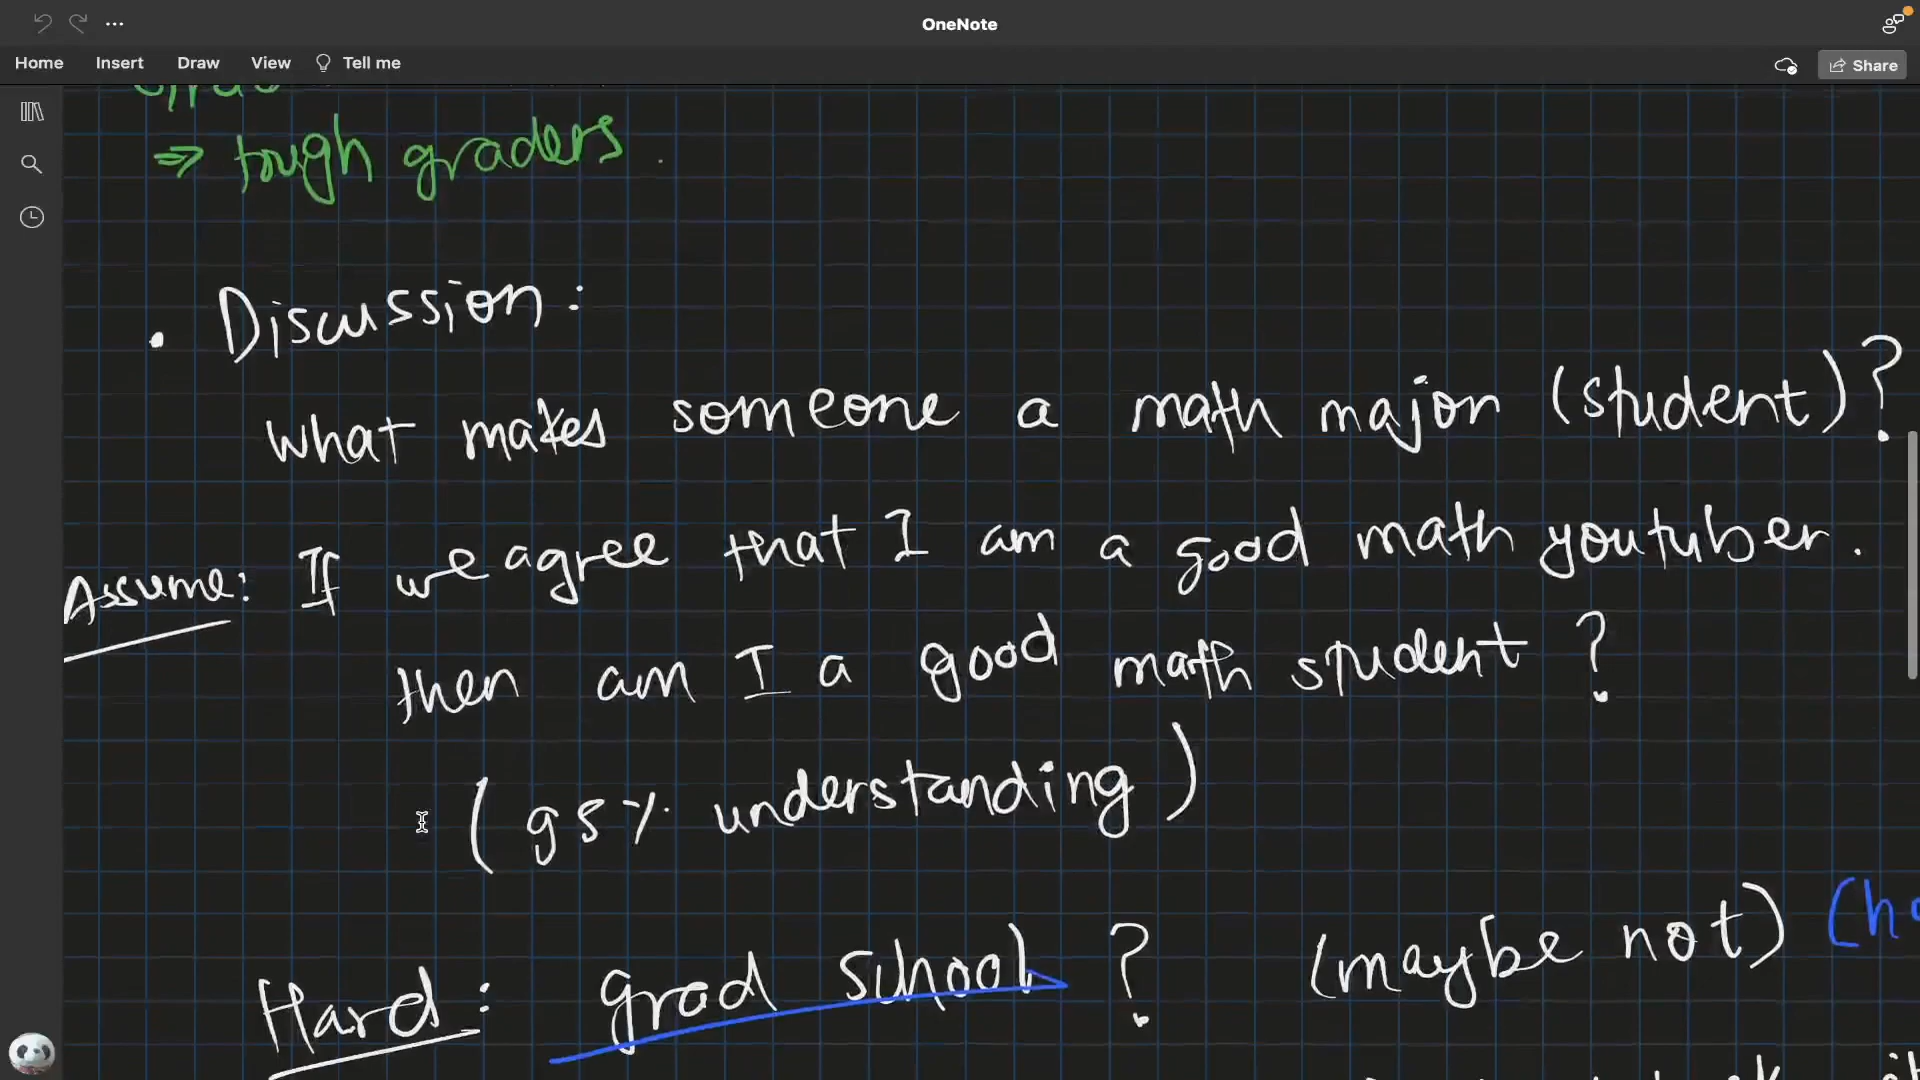 OneNote
Home Insert Draw View Tell me
Share
⇒ tough graders.
• Discussion:
What makes someone a math major (student)?
Assume: If we agree that I am a good math youtuber.
then am I a good math student?
(95% understanding)
(maybe not)
Hard: grad school?